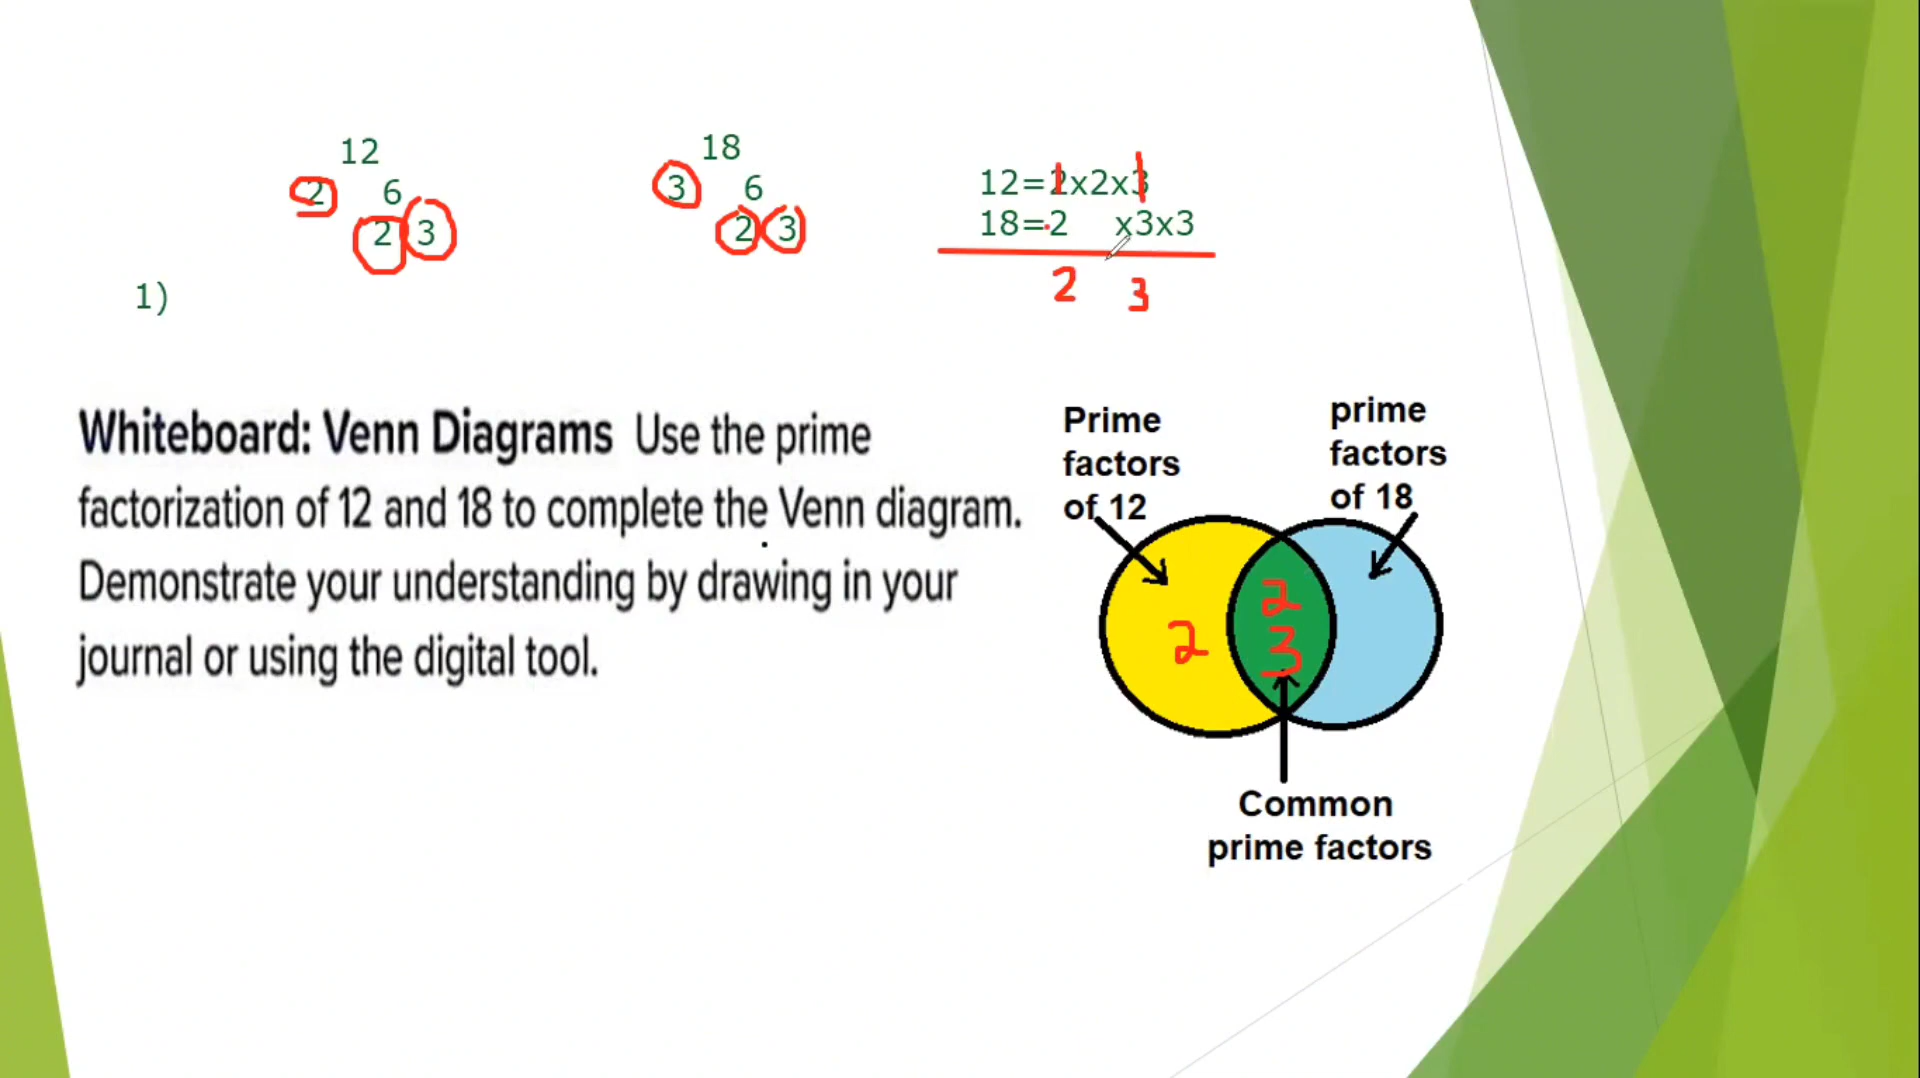 12
2 6
2 3
18
3 6
2 3
12=2x2x3
18=2 x3x3
2 3
1)
Whiteboard: Venn Diagrams Use the prime
factorization of 12 and 18 to complete the Venn diagram.
Demonstrate your understanding by drawing in your
journal or using the digital tool.
Prime
factors
of 12
prime
factors
of 18
2
2
3
Common
prime factors